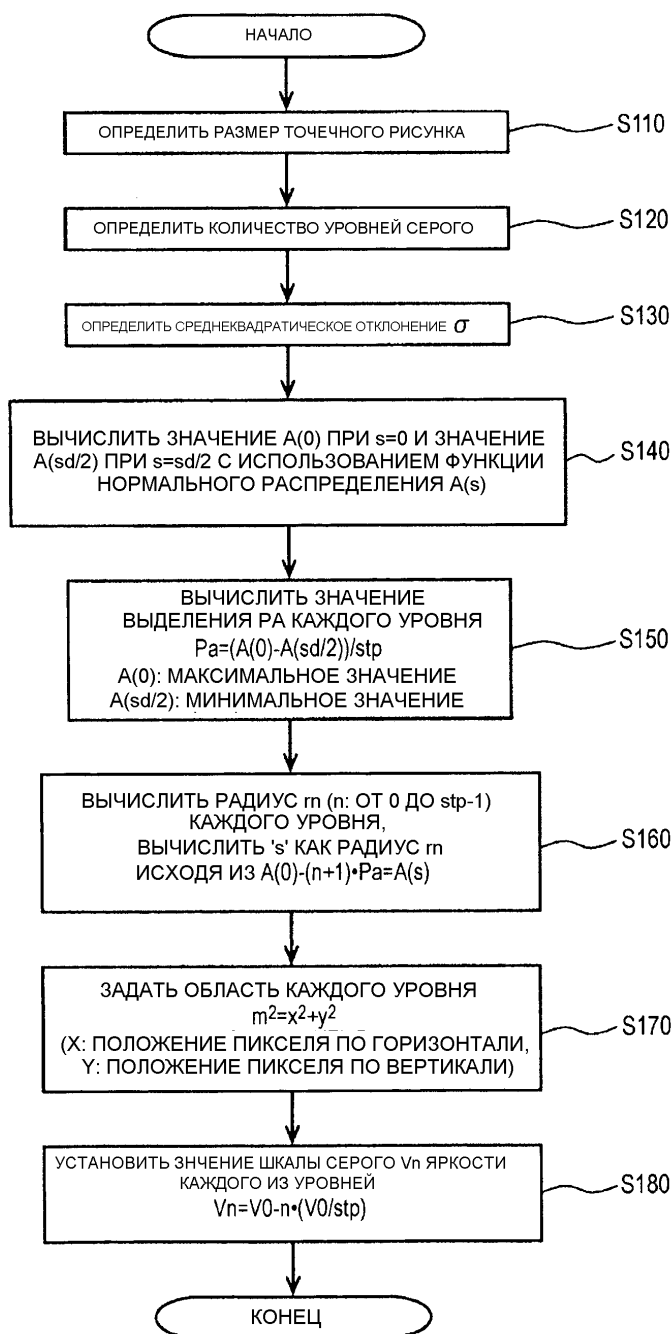 НАЧАЛО
ОПРЕДЕЛИТЬ РАЗМЕР ТОЧЕЧНОГО РИСУНКА
S110
ОПРЕДЕЛИТЬ КОЛИЧЕСТВО УРОВНЕЙ СЕРОГО
S120
ОПРЕДЕЛИТЬ СРЕДНЕКВАДРАТИЧЕСКОЕ ОТКЛОНЕНИЕ σ
S130
ВЫЧИСЛИТЬ ЗНАЧЕНИЕ A(0) ПРИ s=0 И ЗНАЧЕНИЕ
A(sd/2) ПРИ s=sd/2 С ИСПОЛЬЗОВАНИЕМ ФУНКЦИИ
НОРМАЛЬНОГО РАСПРЕДЕЛЕНИЯ A(s)
S140
ВЫЧИСЛИТЬ ЗНАЧЕНИЕ
ВЫДЕЛЕНИЯ PA КАЖДОГО УРОВНЯ
Pa=(A(0)-A(sd/2))/stp
A(0): МАКСИМАЛЬНОЕ ЗНАЧЕНИЕ
A(sd/2): МИНИМАЛЬНОЕ ЗНАЧЕНИЕ
S150
ВЫЧИСЛИТЬ РАДИУС rn (n: ОТ 0 ДО stp-1)
КАЖДОГО УРОВНЯ,
ВЫЧИСЛИТЬ 's' КАК РАДИУС rn
ИСХОДЯ ИЗ A(0)-(n+1)•Pa=A(s)
S160
ЗАДАТЬ ОБЛАСТЬ КАЖДОГО УРОВНЯ
m²=x²+y²
(X: ПОЛОЖЕНИЕ ПИКСЕЛЯ ПО ГОРИЗОНТАЛИ,
Y: ПОЛОЖЕНИЕ ПИКСЕЛЯ ПО ВЕРТИКАЛИ)
S170
УСТАНОВИТЬ ЗНЧЕНИЕ ШКАЛЫ СЕРОГО Vn ЯРКОСТИ
КАЖДОГО ИЗ УРОВНЕЙ
Vn=V0-n•(V0/stp)
S180
КОНЕЦ